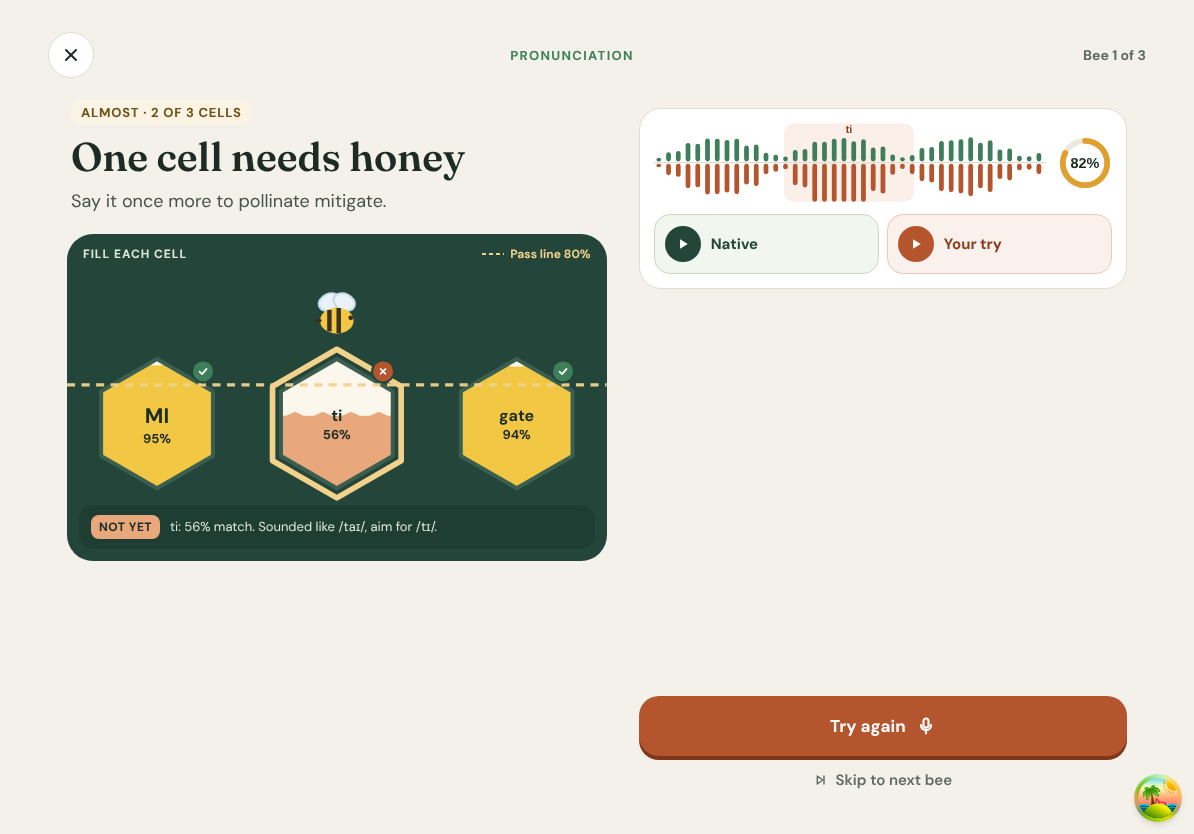 PRONUNCIATION
Bee 1 of 3
ALMOST · 2 OF 3 CELLS
One cell needs honey
Say it once more to pollinate mitigate.
FILL EACH CELL
Pass line 80%
MI
95%
ti
56%
gate
94%
NOT YET
ti: 56% match. Sounded like /taɪ/, aim for /tɪ/.
ti
82%
Native
Your try
Try again
Skip to next bee